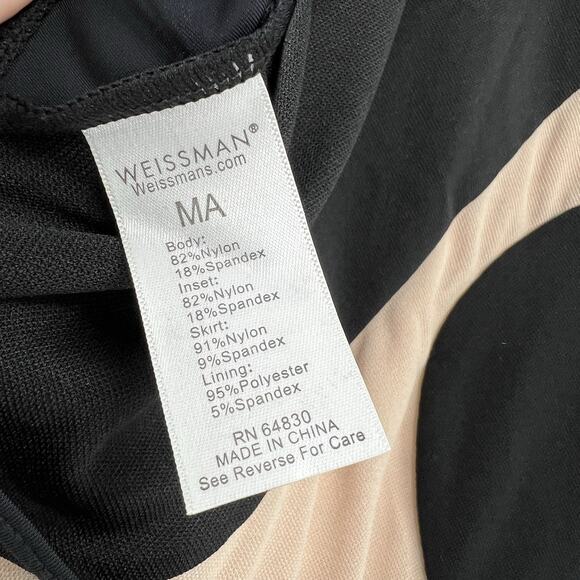 WEISSMAN®
Weissmans.com
MA
Body:
82%Nylon
18%Spandex
Inset:
82%Nylon
18%Spandex
Skirt:
91%Nylon
9%Spandex
Lining:
95%Polyester
5%Spandex
RN 64830
MADE IN CHINA
See Reverse For Care